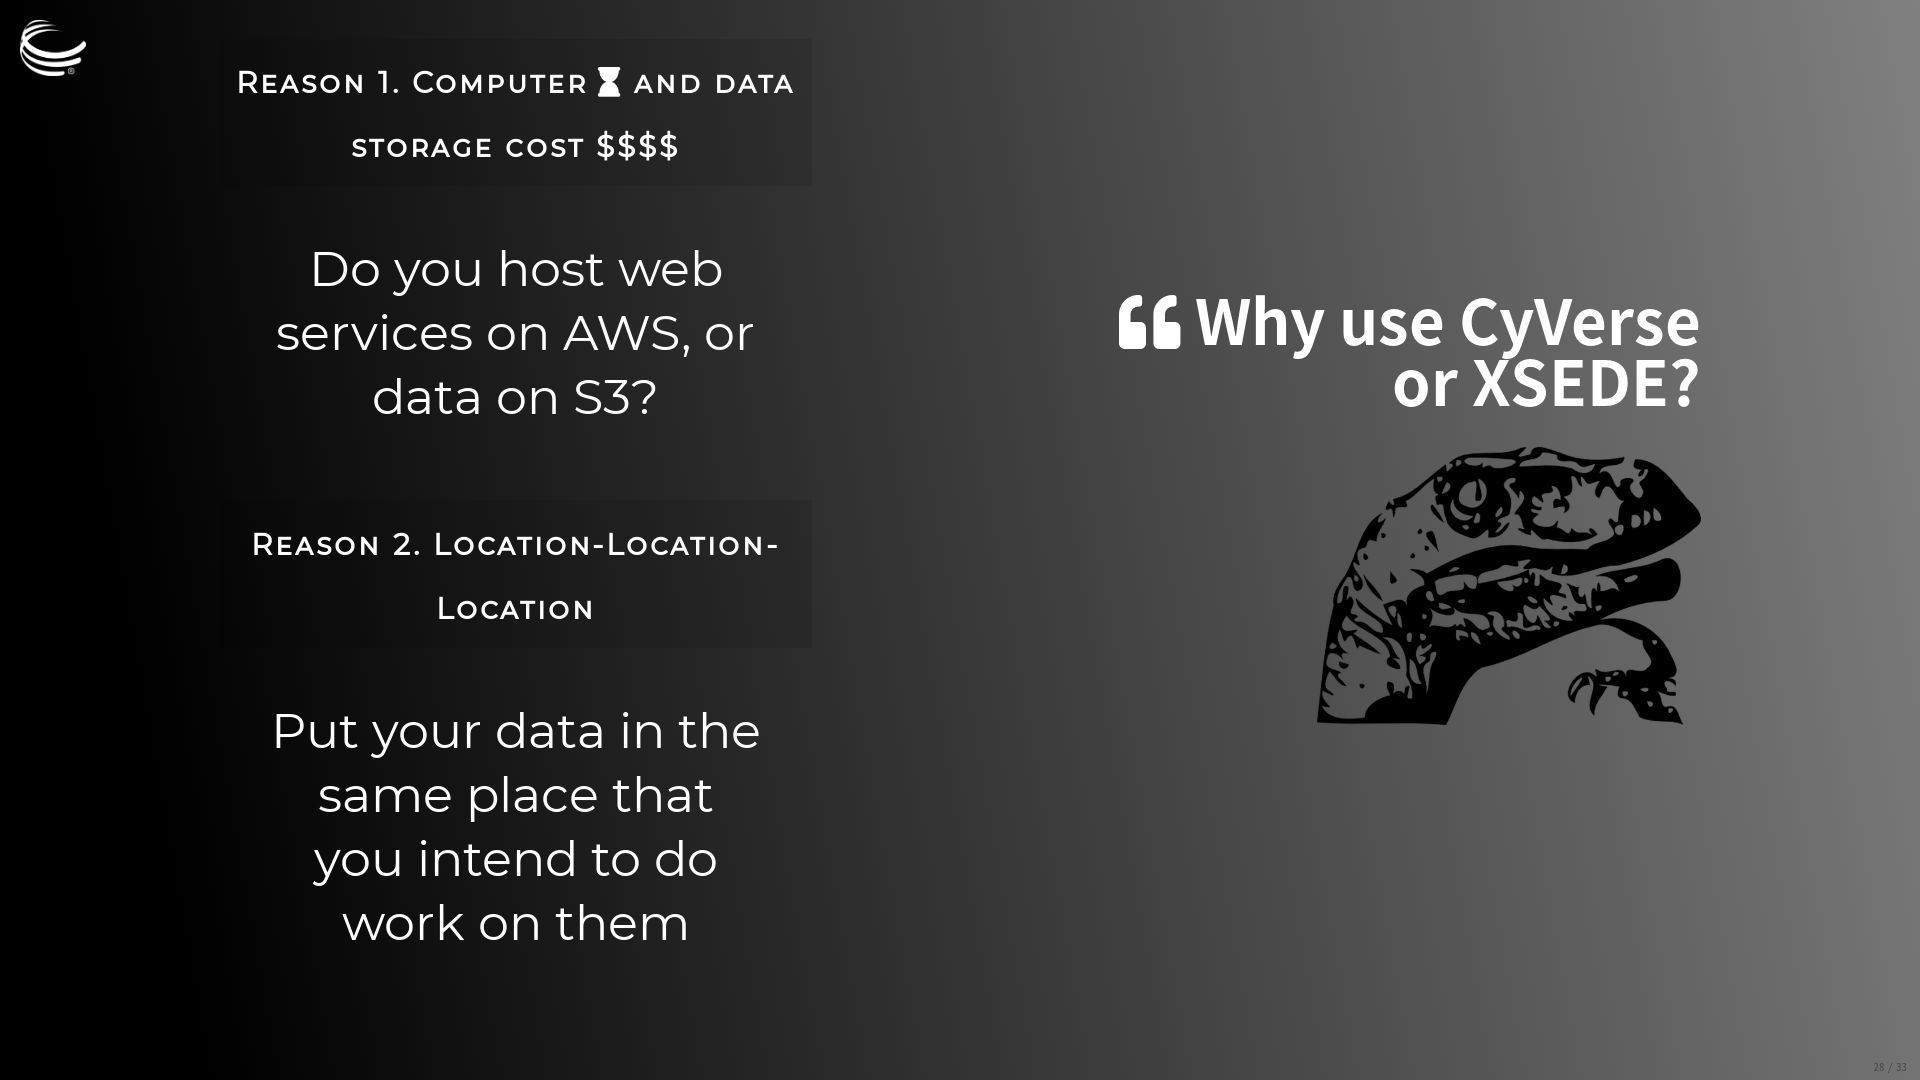 Reason 1. Computer and data
storage cost $$$$
Do you host web
services on AWS, or
data on S3?
Reason 2. Location-Location-
Location
Put your data in the
same place that
you intend to do
work on them
“ Why use CyVerse
or XSEDE?
®
28 / 33